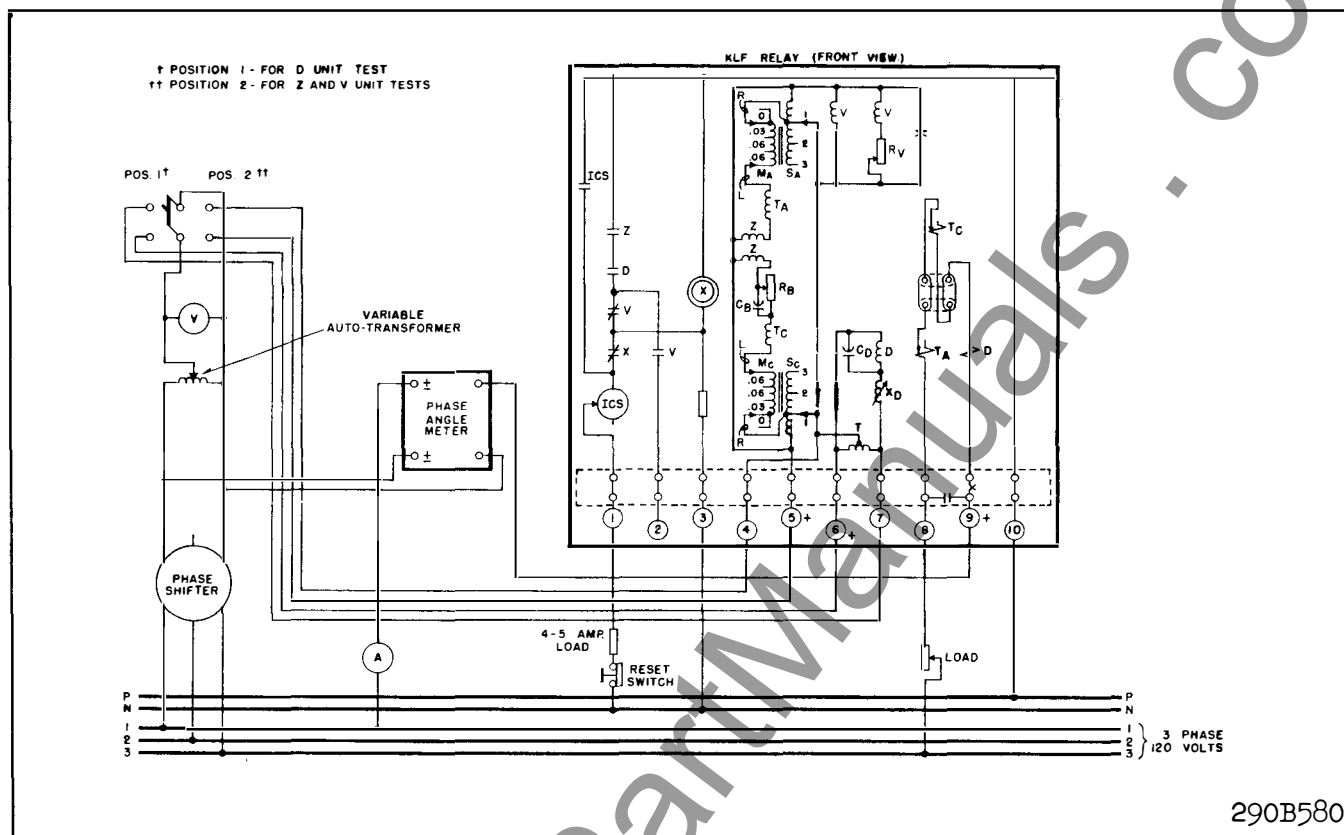 † POSITION 1 - FOR D UNIT TEST
†† POSITION 2 - FOR Z AND V UNIT TESTS
KLF RELAY (FRONT VIEW.)
POS. 1†
POS. 2 ††
V
VARIABLE
AUTO-TRANSFORMER
±
±
PHASE
ANGLE
METER
PHASE
SHIFTER
A
ICS
Z
D
V
X
ICS
V
X
R
0
.03
.06
.06
L
MA
1
2
3
SA
TA
Z
Z
RB
CB
TC
L
MC
.06
.06
.03
0
R
SC
3
2
1
V
V
RV
TC
TA
D
CD
D
XD
T
1
2
3
4
5
+
6
+
7
8
9
+
10
4-5 AMP.
LOAD
RESET
SWITCH
LOAD
P
N
1
2
3
P
N
1
2
3
3 PHASE
120 VOLTS
290B580
artManuals . co